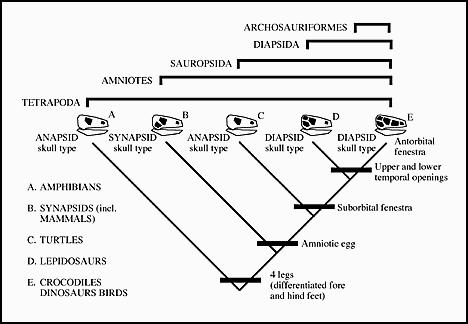 ARCHOSAURIFORMES
DIAPSIDA
SAUROPSIDA
AMNIOTES
TETRAPODA
A
B
C
D
E
ANAPSID
skull type
SYNAPSID
skull type
ANAPSID
skull type
DIAPSID
skull type
DIAPSID
skull type
Antorbital
fenestra
Upper and lower
temporal openings
Suborbital fenestra
Amniotic egg
4 legs
(differentiated fore
and hind feet)
A. AMPHIBIANS
B. SYNAPSIDS (incl.
MAMMALS)
C. TURTLES
D. LEPIDOSAURS
E. CROCODILES
DINOSAURS BIRDS